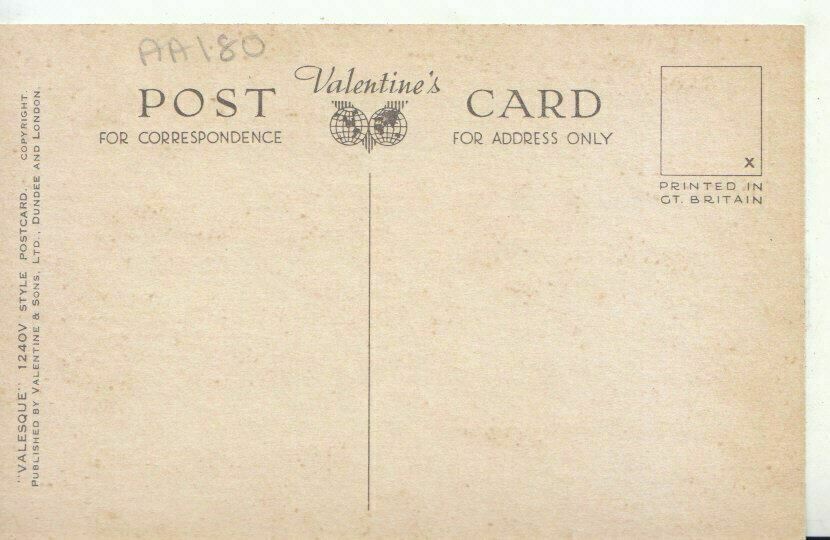 AA180
Valentine's
POST CARD
FOR CORRESPONDENCE
FOR ADDRESS ONLY
X
PRINTED IN
GT. BRITAIN
"VALESQUE" 1240V STYLE POSTCARD. COPYRIGHT.
PUBLISHED BY VALENTINE & SONS, LTD., DUNDEE AND LONDON.